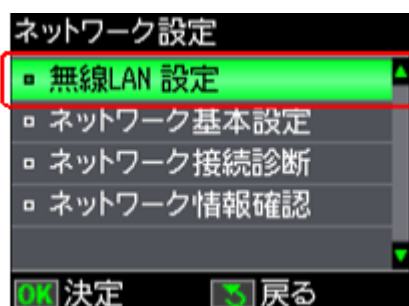 ネットワーク設定
無線LAN 設定
ネットワーク基本設定
ネットワーク接続診断
ネットワーク情報確認
OK 決定 戻る